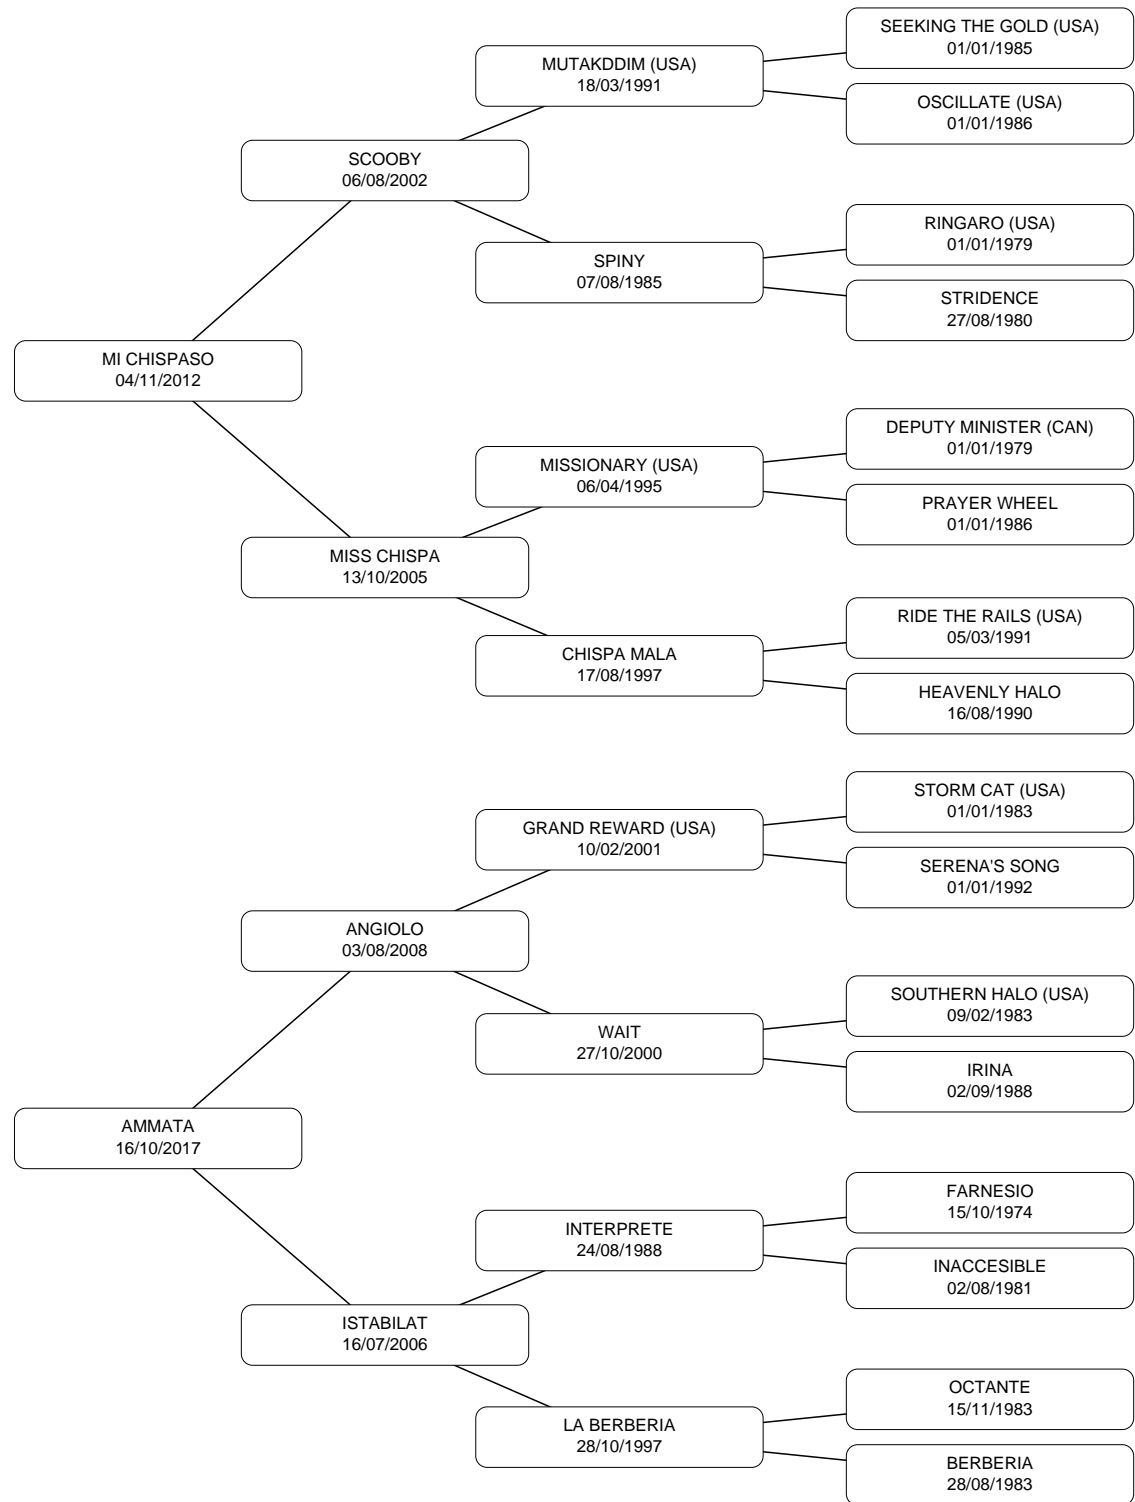 SEEKING THE GOLD (USA)
01/01/1985
MUTAKDDIM (USA)
18/03/1991
OSCILLATE (USA)
01/01/1986
SCOOBY
06/08/2002
RINGARO (USA)
01/01/1979
SPINY
07/08/1985
STRIDENCE
27/08/1980
MI CHISPASO
04/11/2012
DEPUTY MINISTER (CAN)
01/01/1979
MISSIONARY (USA)
06/04/1995
PRAYER WHEEL
01/01/1986
MISS CHISPA
13/10/2005
RIDE THE RAILS (USA)
05/03/1991
CHISPA MALA
17/08/1997
HEAVENLY HALO
16/08/1990
STORM CAT (USA)
01/01/1983
GRAND REWARD (USA)
10/02/2001
SERENA'S SONG
01/01/1992
ANGIOLO
03/08/2008
SOUTHERN HALO (USA)
09/02/1983
WAIT
27/10/2000
IRINA
02/09/1988
AMMATA
16/10/2017
FARNESIO
15/10/1974
INTERPRETE
24/08/1988
INACCESIBLE
02/08/1981
ISTABILAT
16/07/2006
OCTANTE
15/11/1983
LA BERBERIA
28/10/1997
BERBERIA
28/08/1983